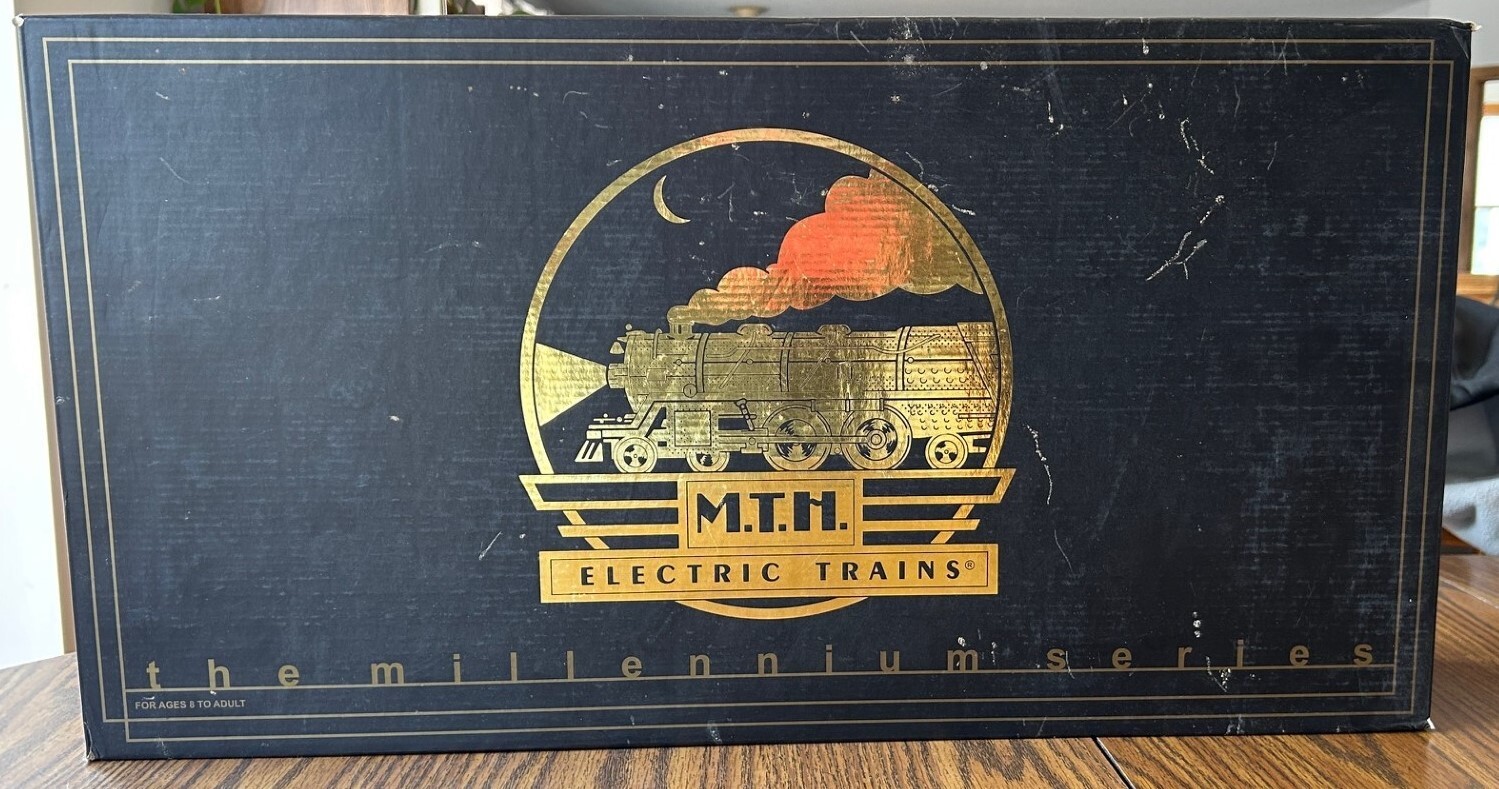 M.T.H.
ELECTRIC TRAINS®
the millennium series
FOR AGES 8 TO ADULT